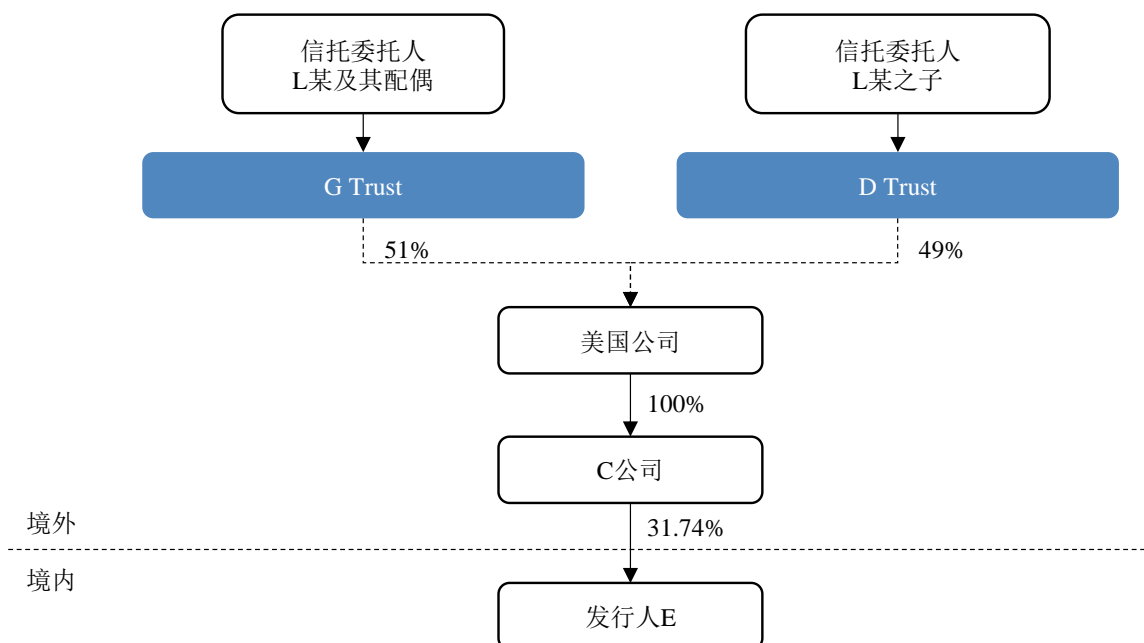 信托委托人
L某及其配偶
信托委托人
L某之子
G Trust
D Trust
51%
49%
美国公司
100%
C公司
境外
31.74%
境内
发行人E